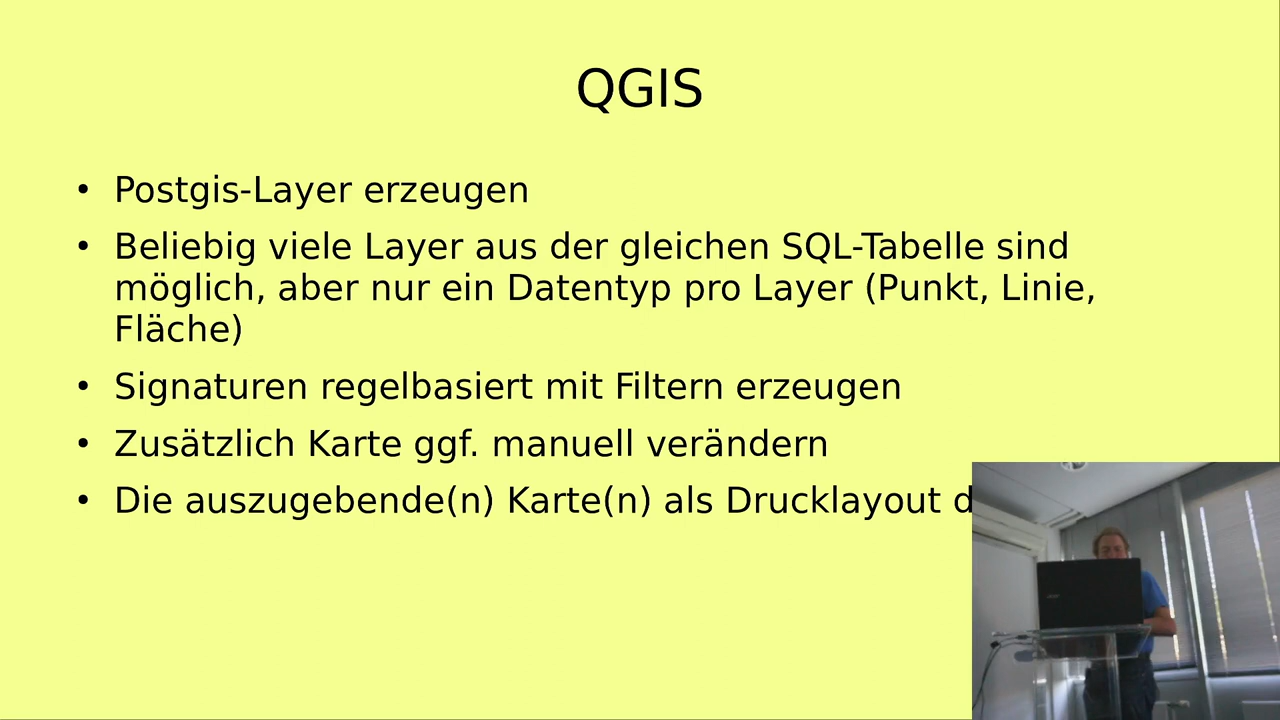 QGIS
• Postgis-Layer erzeugen
• Beliebig viele Layer aus der gleichen SQL-Tabelle sind
möglich, aber nur ein Datentyp pro Layer (Punkt, Linie,
Fläche)
• Signaturen regelbasiert mit Filtern erzeugen
• Zusätzlich Karte ggf. manuell verändern
• Die auszugebende(n) Karte(n) als Drucklayout